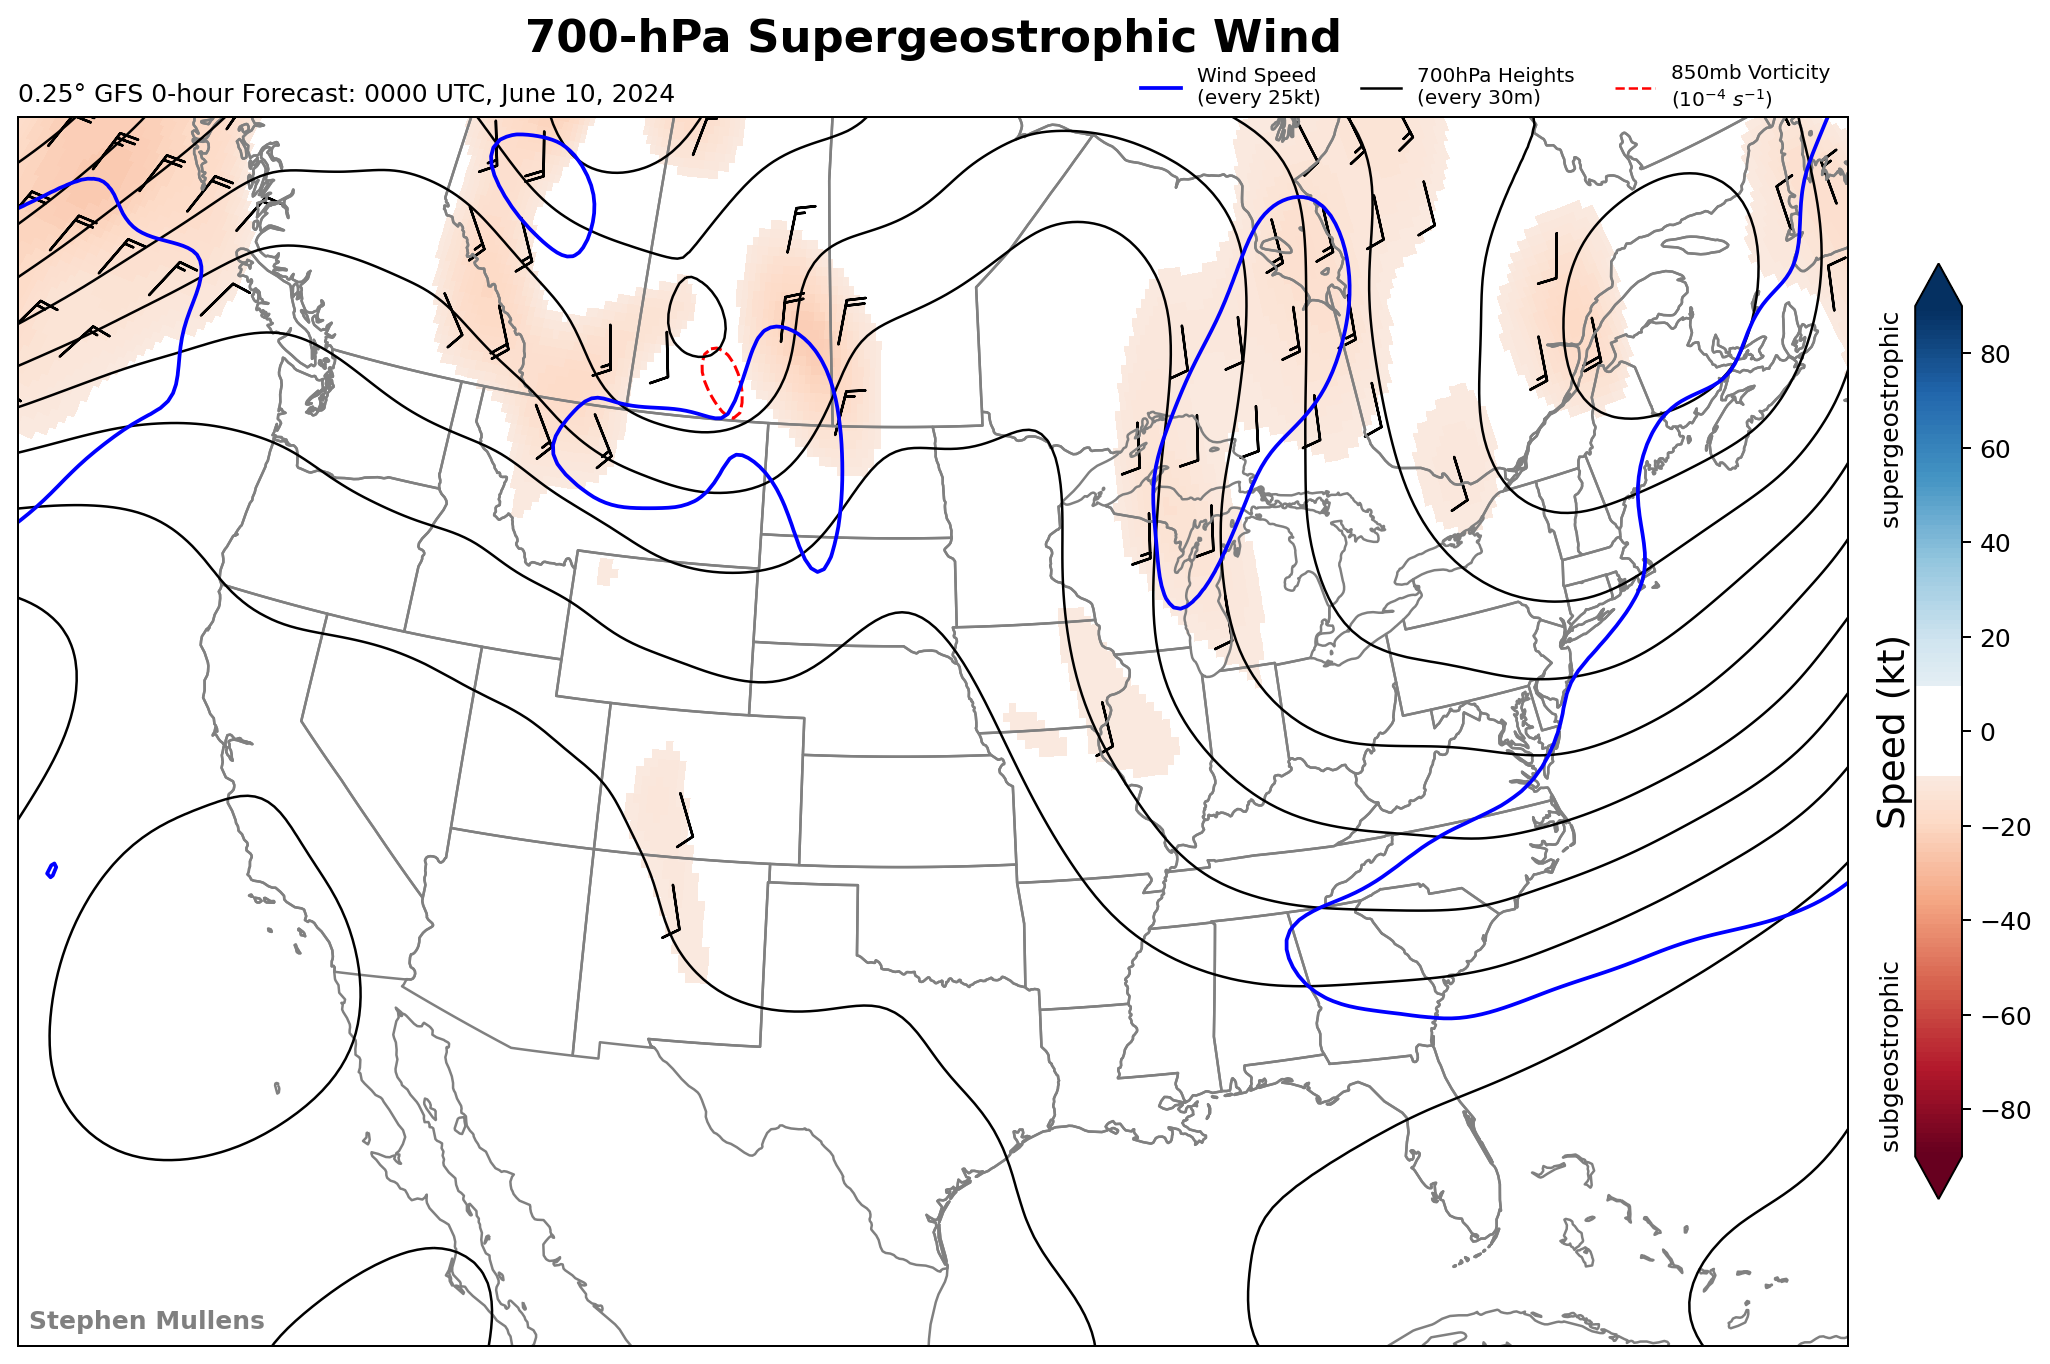 700-hPa Supergeostrophic Wind
0.25° GFS 0-hour Forecast: 0000 UTC, June 10, 2024
Wind Speed
(every 25kt)
700hPa Heights
(every 30m)
850mb Vorticity
(10⁻⁴ s⁻¹)
supergeostrophic
Speed (kt)
subgeostrophic
80
60
40
20
0
−20
−40
−60
−80
Stephen Mullens